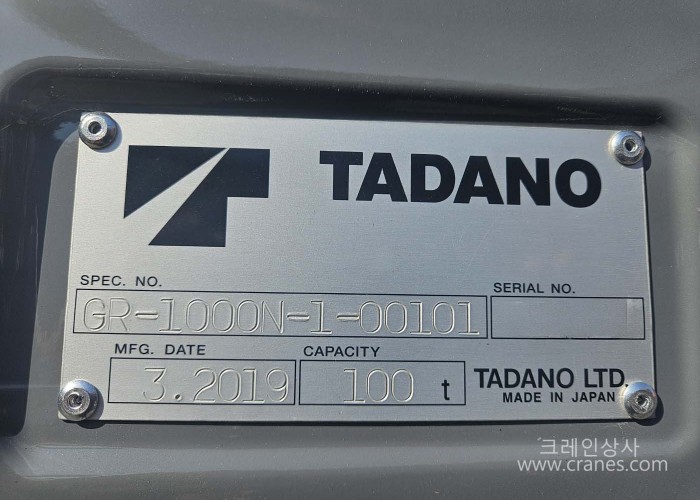 TADANO
SPEC. NO.
SERIAL NO.
GR-1000N-1-00101
MFG. DATE
CAPACITY
3.2019
100 t
TADANO LTD.
MADE IN JAPAN
크레인상사
www.cranes.com